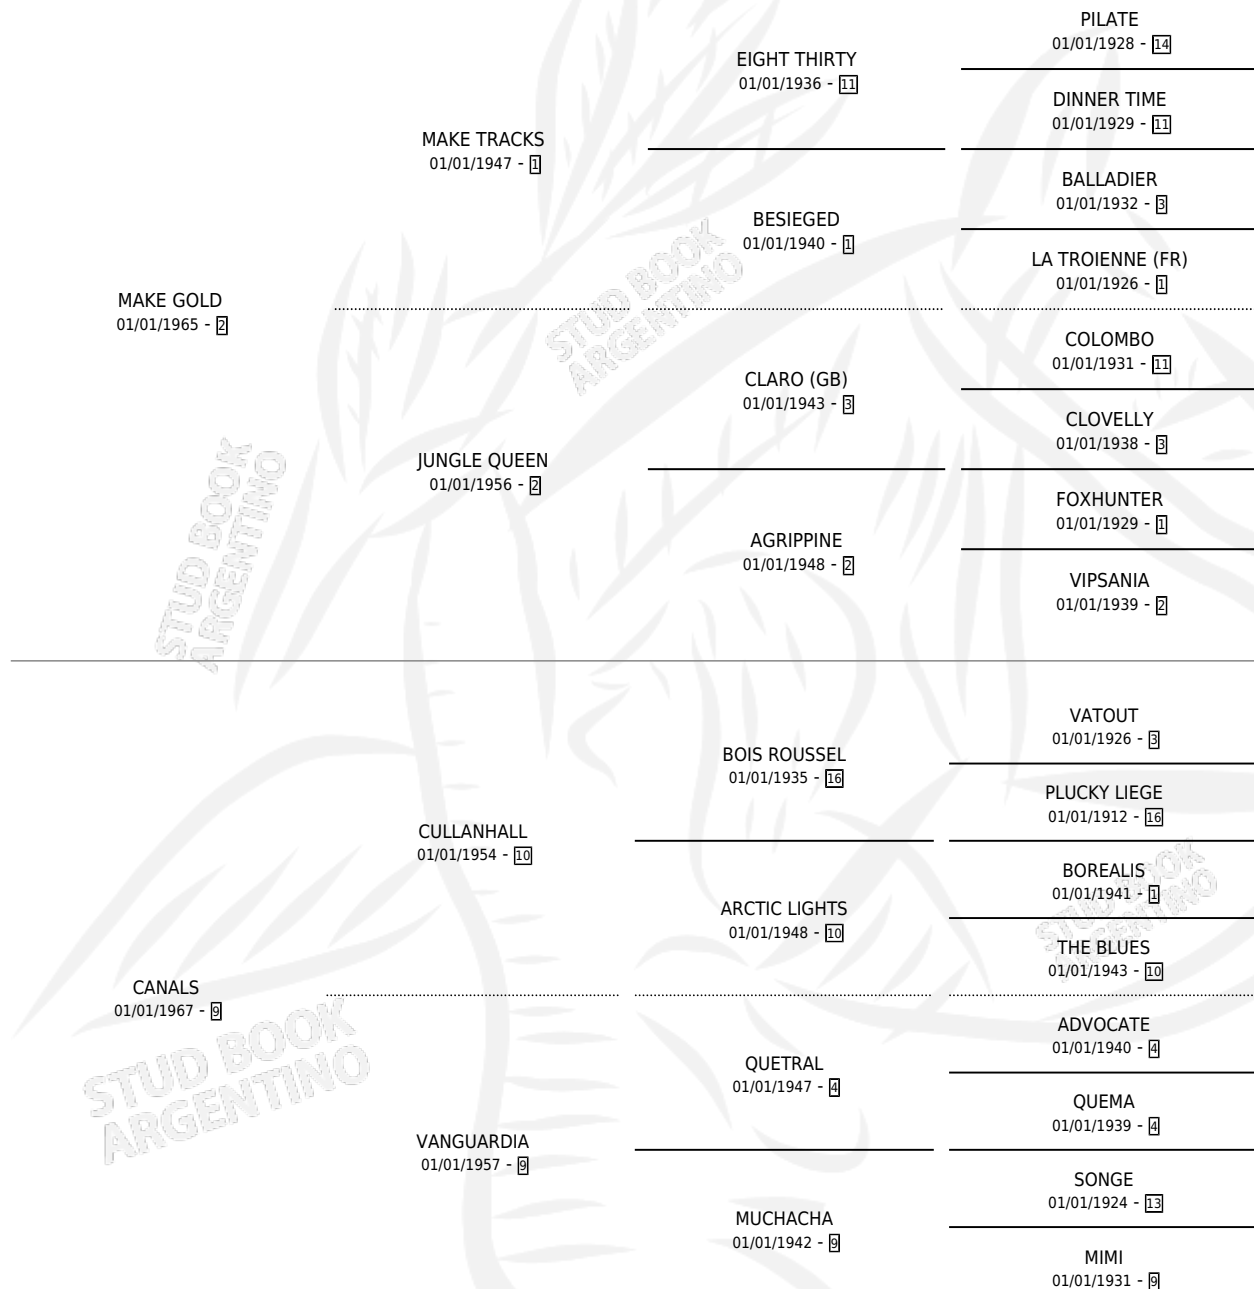 PILATE
01/01/1928 - 14
EIGHT THIRTY
01/01/1936 - 11
DINNER TIME
01/01/1929 - 11
MAKE TRACKS
01/01/1947 - 1
BALLADIER
01/01/1932 - 3
BESIEGED
01/01/1940 - 1
LA TROIENNE (FR)
01/01/1926 - 1
MAKE GOLD
01/01/1965 - 2
COLOMBO
01/01/1931 - 11
CLARO (GB)
01/01/1943 - 3
CLOVELLY
01/01/1938 - 3
JUNGLE QUEEN
01/01/1956 - 2
FOXHUNTER
01/01/1929 - 1
AGRIPPINE
01/01/1948 - 2
VIPSANIA
01/01/1939 - 2
VATOUT
01/01/1926 - 3
BOIS ROUSSEL
01/01/1935 - 16
PLUCKY LIEGE
01/01/1912 - 16
CULLANHALL
01/01/1954 - 10
BOREALIS
01/01/1941 - 1
ARCTIC LIGHTS
01/01/1948 - 10
THE BLUES
01/01/1943 - 10
CANALS
01/01/1967 - 9
ADVOCATE
01/01/1940 - 4
QUETRAL
01/01/1947 - 4
QUEMA
01/01/1939 - 4
VANGUARDIA
01/01/1957 - 9
SONGE
01/01/1924 - 13
MUCHACHA
01/01/1942 - 9
MIMI
01/01/1931 - 9
STUD BOOK
ARGENTINO
STUD BOOK
ARGENTINO
STUD BOOK
ARGENTINO
STUD BOOK
ARGENTINO